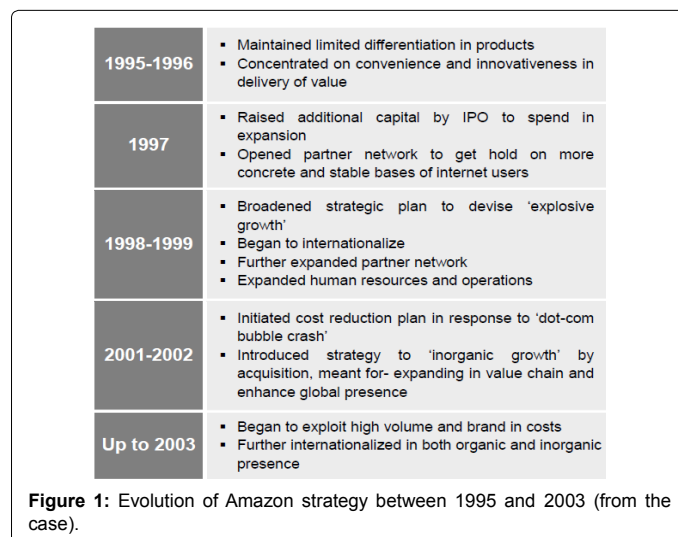 1995-1996
▪ Maintained limited differentiation in products
▪ Concentrated on convenience and innovativeness in
delivery of value
1997
▪ Raised additional capital by IPO to spend in
expansion
▪ Opened partner network to get hold on more
concrete and stable bases of internet users
1998-1999
▪ Broadened strategic plan to devise ‘explosive
growth’
▪ Began to internationalize
▪ Further expanded partner network
▪ Expanded human resources and operations
2001-2002
▪ Initiated cost reduction plan in response to ‘dot-com
bubble crash’
▪ Introduced strategy to ‘inorganic growth’ by
acquisition, meant for- expanding in value chain and
enhance global presence
Up to 2003
▪ Began to exploit high volume and brand in costs
▪ Further internationalized in both organic and inorganic
presence
Figure 1: Evolution of Amazon strategy between 1995 and 2003 (from the
case).